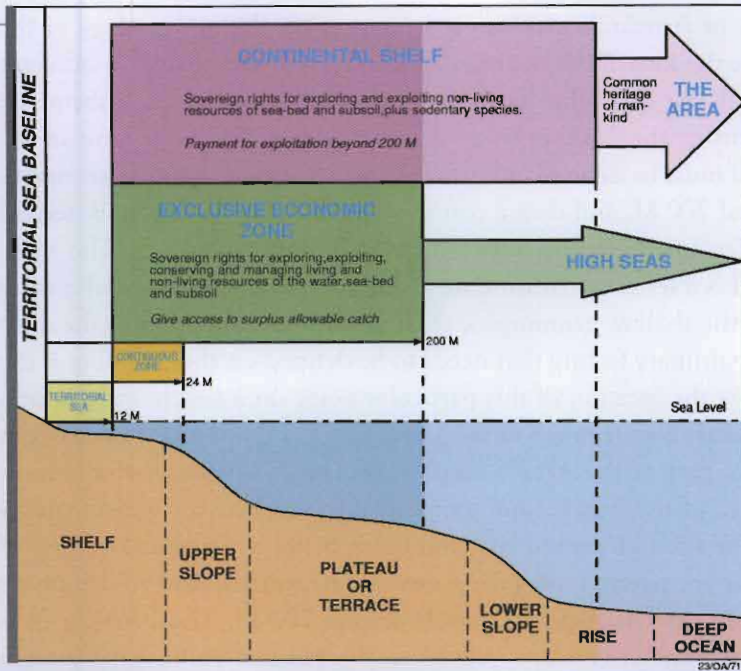 CONTINENTAL SHELF
Sovereign rights for exploring and exploiting non-living
resources of sea-bed and subsoil,plus sedentary species.
Payment for exploitation beyond 200 M
Common
heritage
of man-
kind
THE
AREA
TERRITORIAL SEA BASELINE
EXCLUSIVE ECONOMIC
ZONE
Sovereign rights for exploring,exploiting,
conserving and managing living and
non-living resources of the water,sea-bed
and subsoil
Give access to surplus allowable catch
HIGH SEAS
200 M
CONTIGUOUS
ZONE
24 M
TERRITORIAL
SEA
12 M
Sea Level
SHELF
UPPER
SLOPE
PLATEAU
OR
TERRACE
LOWER
SLOPE
RISE
DEEP
OCEAN
23/OA/71